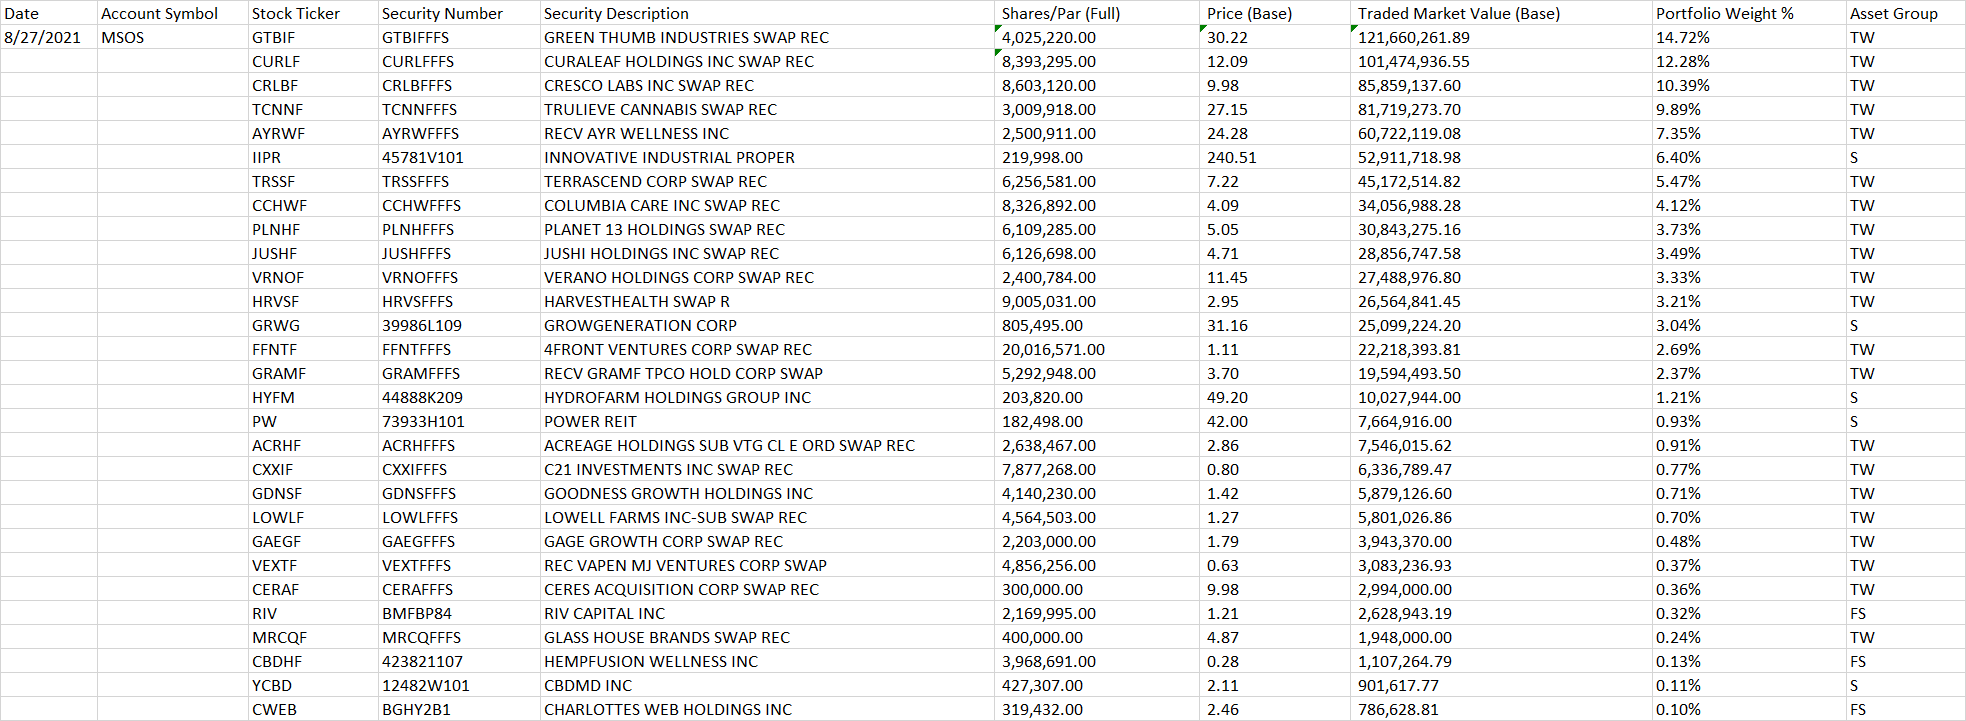 Date Account Symbol Stock Ticker Security Number Security Description Shares/Par (Full) Price (Base) Traded Market Value (Base) Portfolio Weight % Asset Group
8/27/2021 MSOS GTBIF GTBIFFFS GREEN THUMB INDUSTRIES SWAP REC 4,025,220.00 30.22 121,660,261.89 14.72% TW
CURLF CURLFFFS CURALEAF HOLDINGS INC SWAP REC 8,393,295.00 12.09 101,474,936.55 12.28% TW
CRLBF CRLBFFFS CRESCO LABS INC SWAP REC 8,603,120.00 9.98 85,859,137.60 10.39% TW
TCNNF TCNNFFFS TRULIEVE CANNABIS SWAP REC 3,009,918.00 27.15 81,719,273.70 9.89% TW
AYRWF AYRWFFFS RECV AYR WELLNESS INC 2,500,911.00 24.28 60,722,119.08 7.35% TW
IIPR 45781V101 INNOVATIVE INDUSTRIAL PROPER 219,998.00 240.51 52,911,718.98 6.40% S
TRSSF TRSSFFFS TERRASCEND CORP SWAP REC 6,256,581.00 7.22 45,172,514.82 5.47% TW
CCHWF CCHWFFFS COLUMBIA CARE INC SWAP REC 8,326,892.00 4.09 34,056,988.28 4.12% TW
PLNHF PLNHFFFS PLANET 13 HOLDINGS SWAP REC 6,109,285.00 5.05 30,843,275.16 3.73% TW
JUSHF JUSHFFFS JUSHI HOLDINGS INC SWAP REC 6,126,698.00 4.71 28,856,747.58 3.49% TW
VRNOF VRNOFFFS VERANO HOLDINGS CORP SWAP REC 2,400,784.00 11.45 27,488,976.80 3.33% TW
HRVSF HRVSFFFS HARVESTHEALTH SWAP R 9,005,031.00 2.95 26,564,841.45 3.21% TW
GRWG 39986L109 GROWGENERATION CORP 805,495.00 31.16 25,099,224.20 3.04% S
FFNTF FFNTFFFS 4FRONT VENTURES CORP SWAP REC 20,016,571.00 1.11 22,218,393.81 2.69% TW
GRAMF GRAMFFFS RECV GRAMF TPCO HOLD CORP SWAP 5,292,948.00 3.70 19,594,493.50 2.37% TW
HYFM 44888K209 HYDROFARM HOLDINGS GROUP INC 203,820.00 49.20 10,027,944.00 1.21% S
PW 73933H101 POWER REIT 182,498.00 42.00 7,664,916.00 0.93% S
ACRHF ACRHFFFS ACREAGE HOLDINGS SUB VTG CL E ORD SWAP REC 2,638,467.00 2.86 7,546,015.62 0.91% TW
CXXIF CXXIFFFS C21 INVESTMENTS INC SWAP REC 7,877,268.00 0.80 6,336,789.47 0.77% TW
GDNSF GDNSFFFS GOODNESS GROWTH HOLDINGS INC 4,140,230.00 1.42 5,879,126.60 0.71% TW
LOWLF LOWLFFFS LOWELL FARMS INC-SUB SWAP REC 4,564,503.00 1.27 5,801,026.86 0.70% TW
GAEGF GAEGFFFS GAGE GROWTH CORP SWAP REC 2,203,000.00 1.79 3,943,370.00 0.48% TW
VEXTF VEXTFFFS REC VAPEN MJ VENTURES CORP SWAP 4,856,256.00 0.63 3,083,236.93 0.37% TW
CERAF CERAFFFS CERES ACQUISITION CORP SWAP REC 300,000.00 9.98 2,994,000.00 0.36% TW
RIV BMFBP84 RIV CAPITAL INC 2,169,995.00 1.21 2,628,943.19 0.32% FS
MRCQF MRCQFFFS GLASS HOUSE BRANDS SWAP REC 400,000.00 4.87 1,948,000.00 0.24% TW
CBDHF 423821107 HEMPFUSION WELLNESS INC 3,968,691.00 0.28 1,107,264.79 0.13% FS
YCBD 12482W101 CBDMD INC 427,307.00 2.11 901,617.77 0.11% S
CWEB BGHY2B1 CHARLOTTES WEB HOLDINGS INC 319,432.00 2.46 786,628.81 0.10% FS